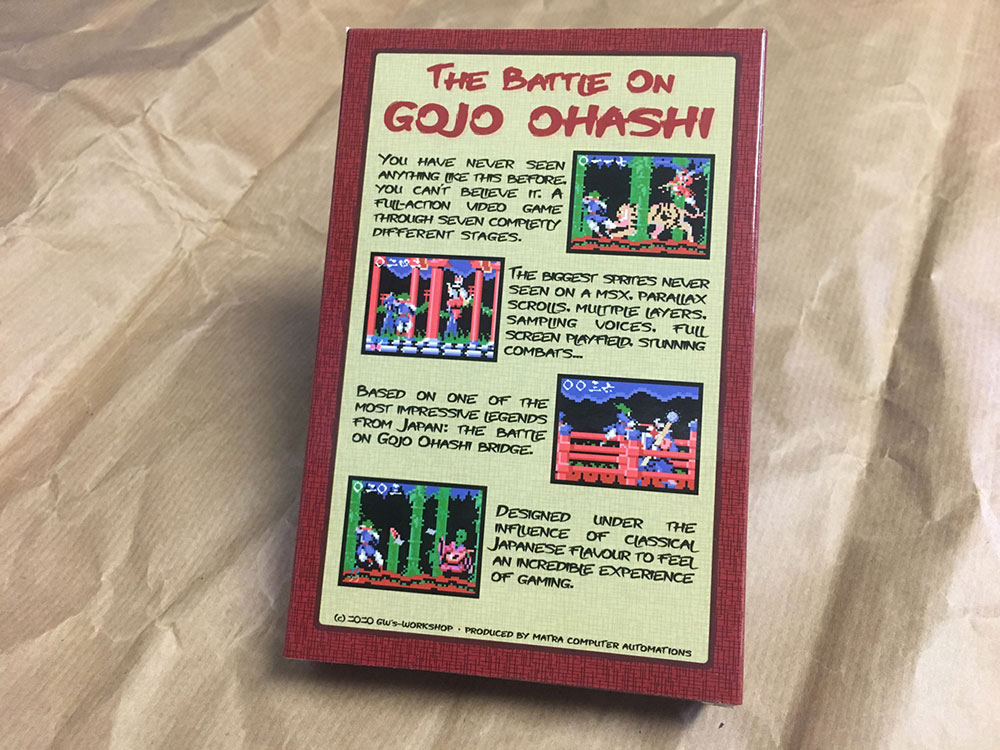 The Battle On
GOJO OHASHI
You have never seen
anything like this before.
You can't believe it. A
full-action video game
through seven completly
different stages.
The biggest sprites never
seen on a MSX. Parallax
scrolls. Multiple layers.
Sampling voices. Full
screen playfield. Stunning
combats...
Based on one of the
most impressive legends
from Japan: the battle
on Gojo Ohashi bridge.
Designed under the
influence of classical
Japanese flavour to feel
an incredible experience
of gaming.
(c) 2020 GW's-Workshop · Produced by Matra Computer Automations